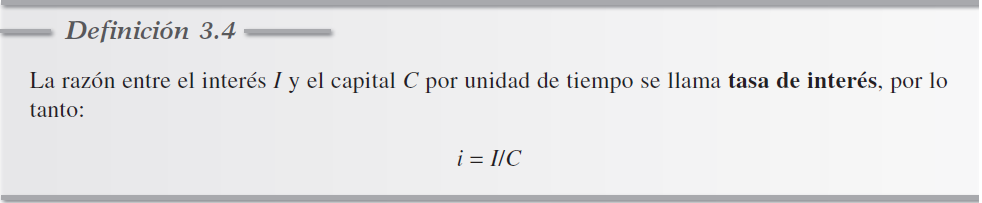 Definición 3.4
La razón entre el interés I y el capital C por unidad de tiempo se llama tasa de interés, por lo
tanto:
i = I/C